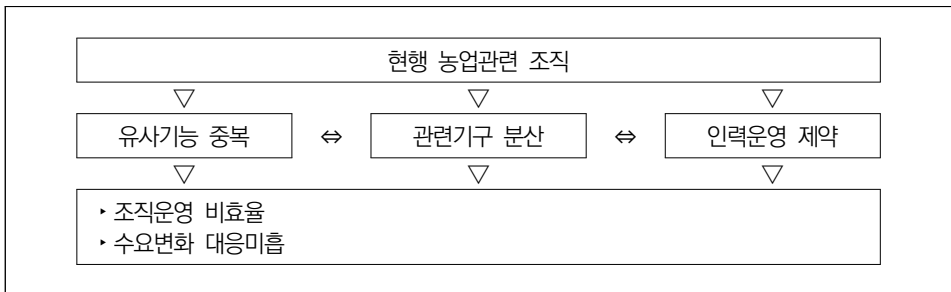 현행 농업관련 조직
▽ ▽ ▽
유사기능 중복 ⇔ 관련기구 분산 ⇔ 인력운영 제약
▽ ▽ ▽
‣조직운영 비효율
‣수요변화 대응미흡